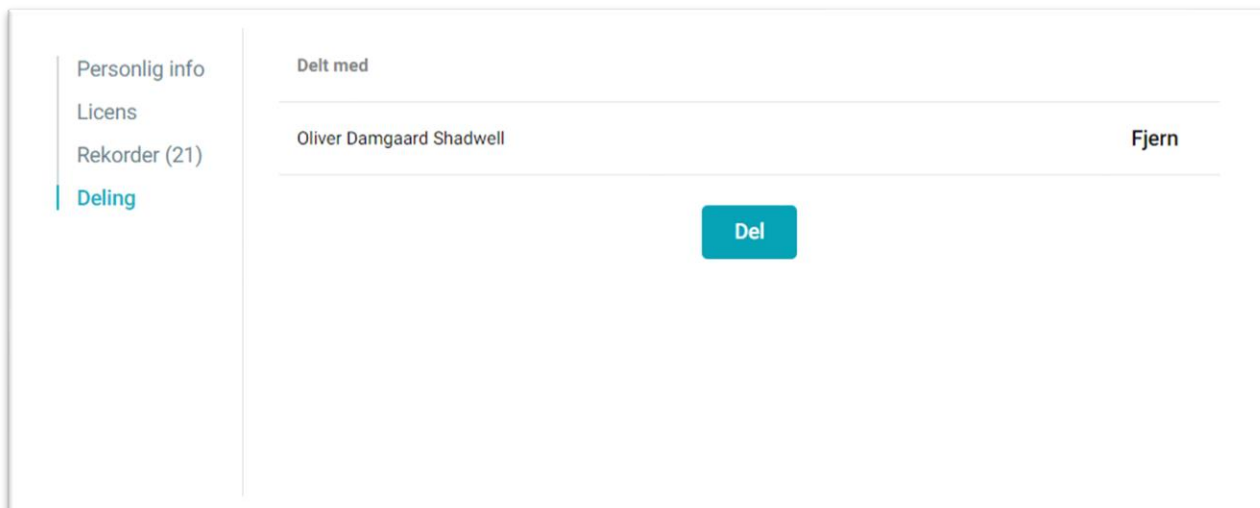 Personlig info
Licens
Rekorder (21)
Deling
Delt med
Oliver Damgaard Shadwell
Fjern
Del